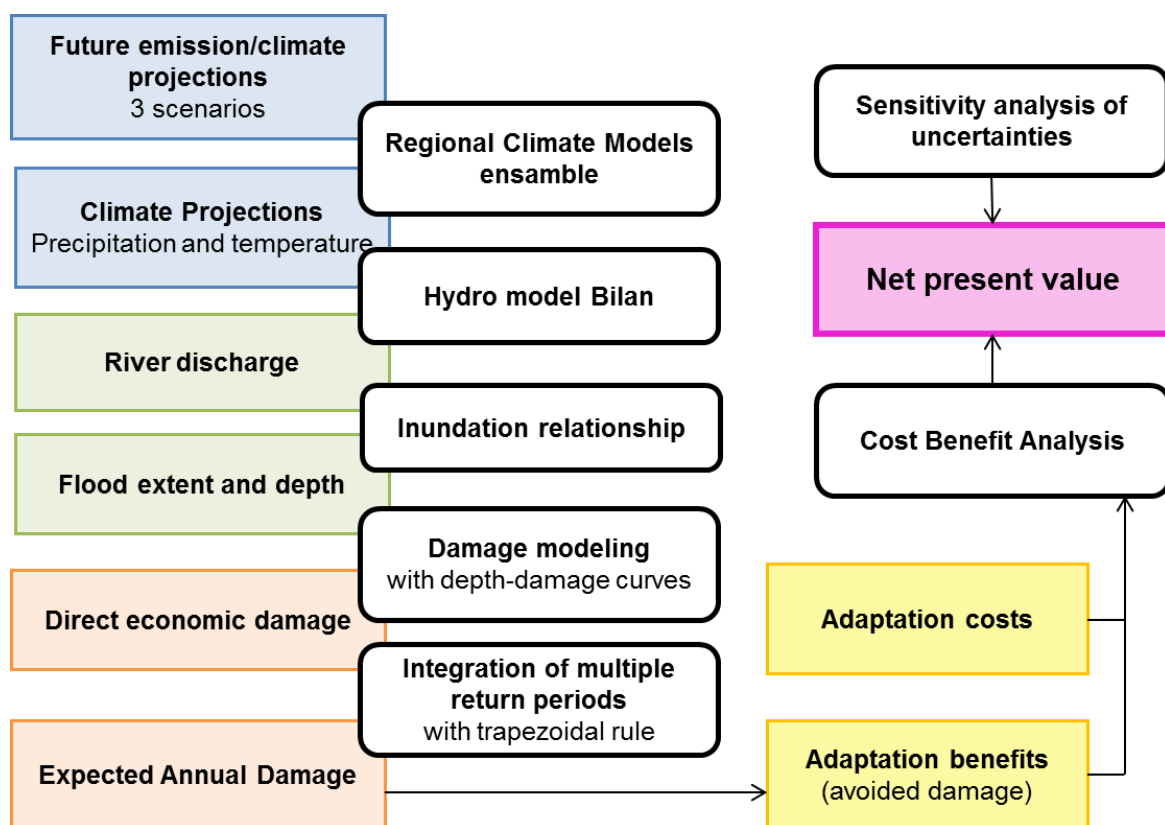 Future emission/climate
projections
3 scenarios
Regional Climate Models
ensamble
Climate Projections
Precipitation and temperature
Hydro model Bilan
River discharge
Inundation relationship
Flood extent and depth
Damage modeling
with depth-damage curves
Direct economic damage
Integration of multiple
return periods
with trapezoidal rule
Expected Annual Damage
Sensitivity analysis of
uncertainties
Net present value
Cost Benefit Analysis
Adaptation costs
Adaptation benefits
(avoided damage)